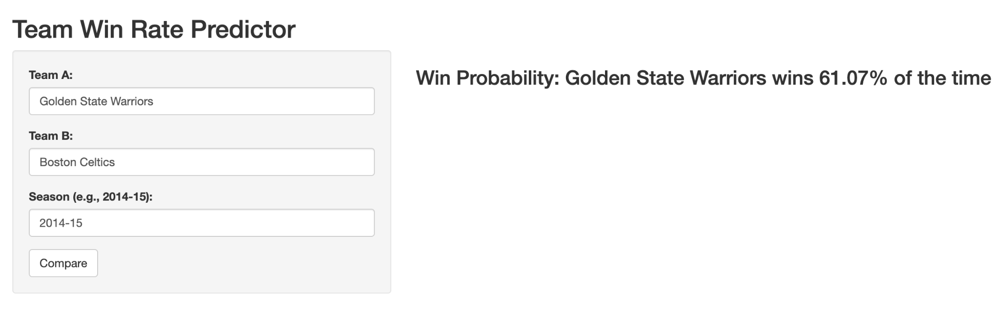 Team Win Rate Predictor
Team A:
Golden State Warriors
Team B:
Boston Celtics
Season (e.g., 2014-15):
2014-15
Compare
Win Probability: Golden State Warriors wins 61.07% of the time